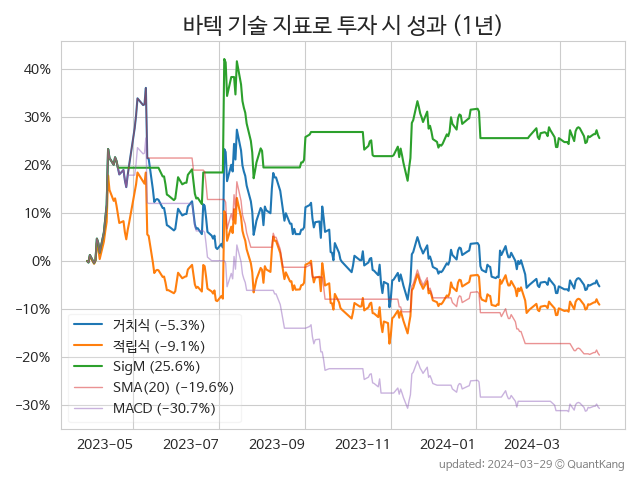 바텍 기술 지표로 투자 시 성과 (1년)
40%
30%
20%
10%
0%
−10%
−20%
−30%
거치식 (−5.3%)
적립식 (−9.1%)
SigM (25.6%)
SMA(20) (−19.6%)
MACD (−30.7%)
2023−05
2023−07
2023−09
2023−11
2024−01
2024−03
updated: 2024−03−29 © QuantKang